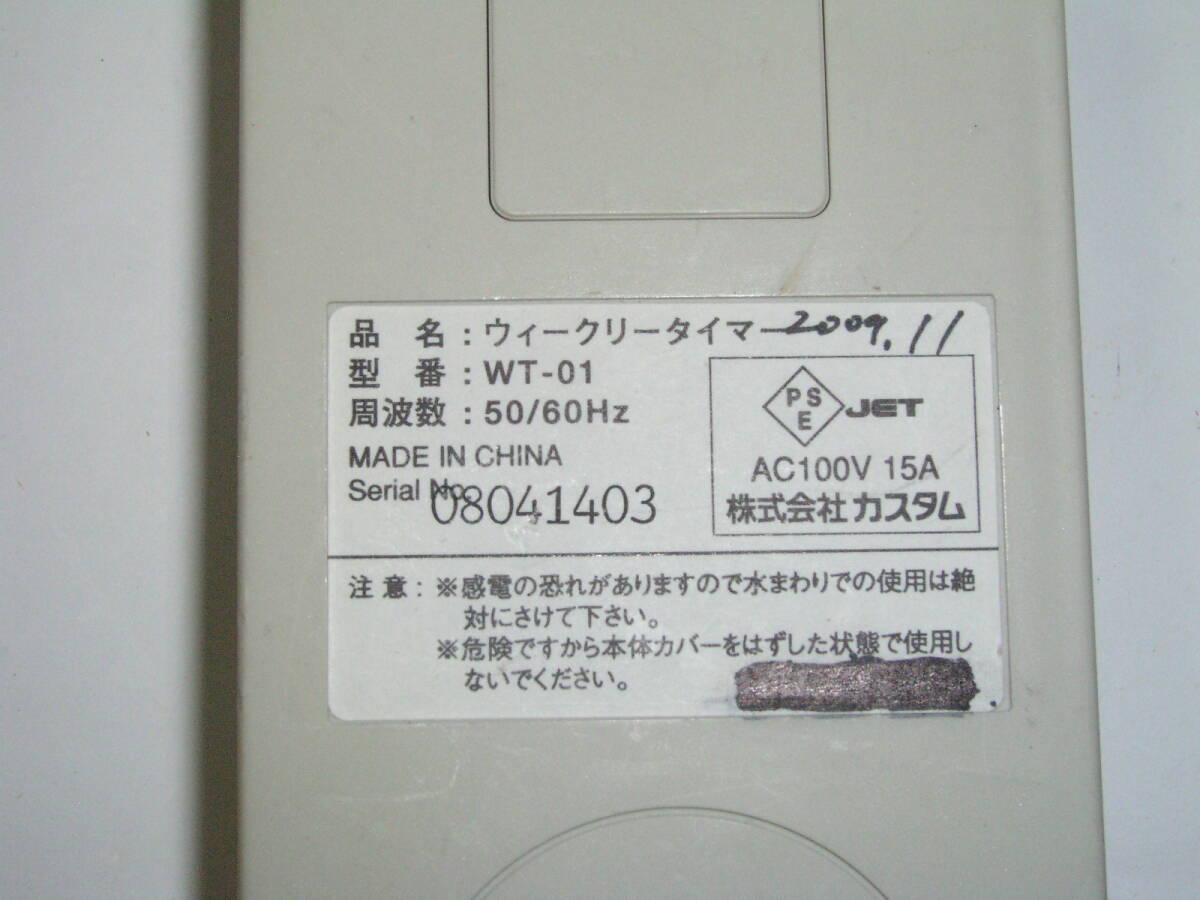 品　名：ウィークリータイマー 2009.11
型　番：WT-01
周波数：50/60Hz
MADE IN CHINA
Serial No. 08041403
PSE JET
AC100V 15A
株式会社カスタム
注 意：※感電の恐れがありますので水まわりでの使用は絶
対にさけて下さい。
※危険ですから本体カバーをはずした状態で使用し
ないでください。